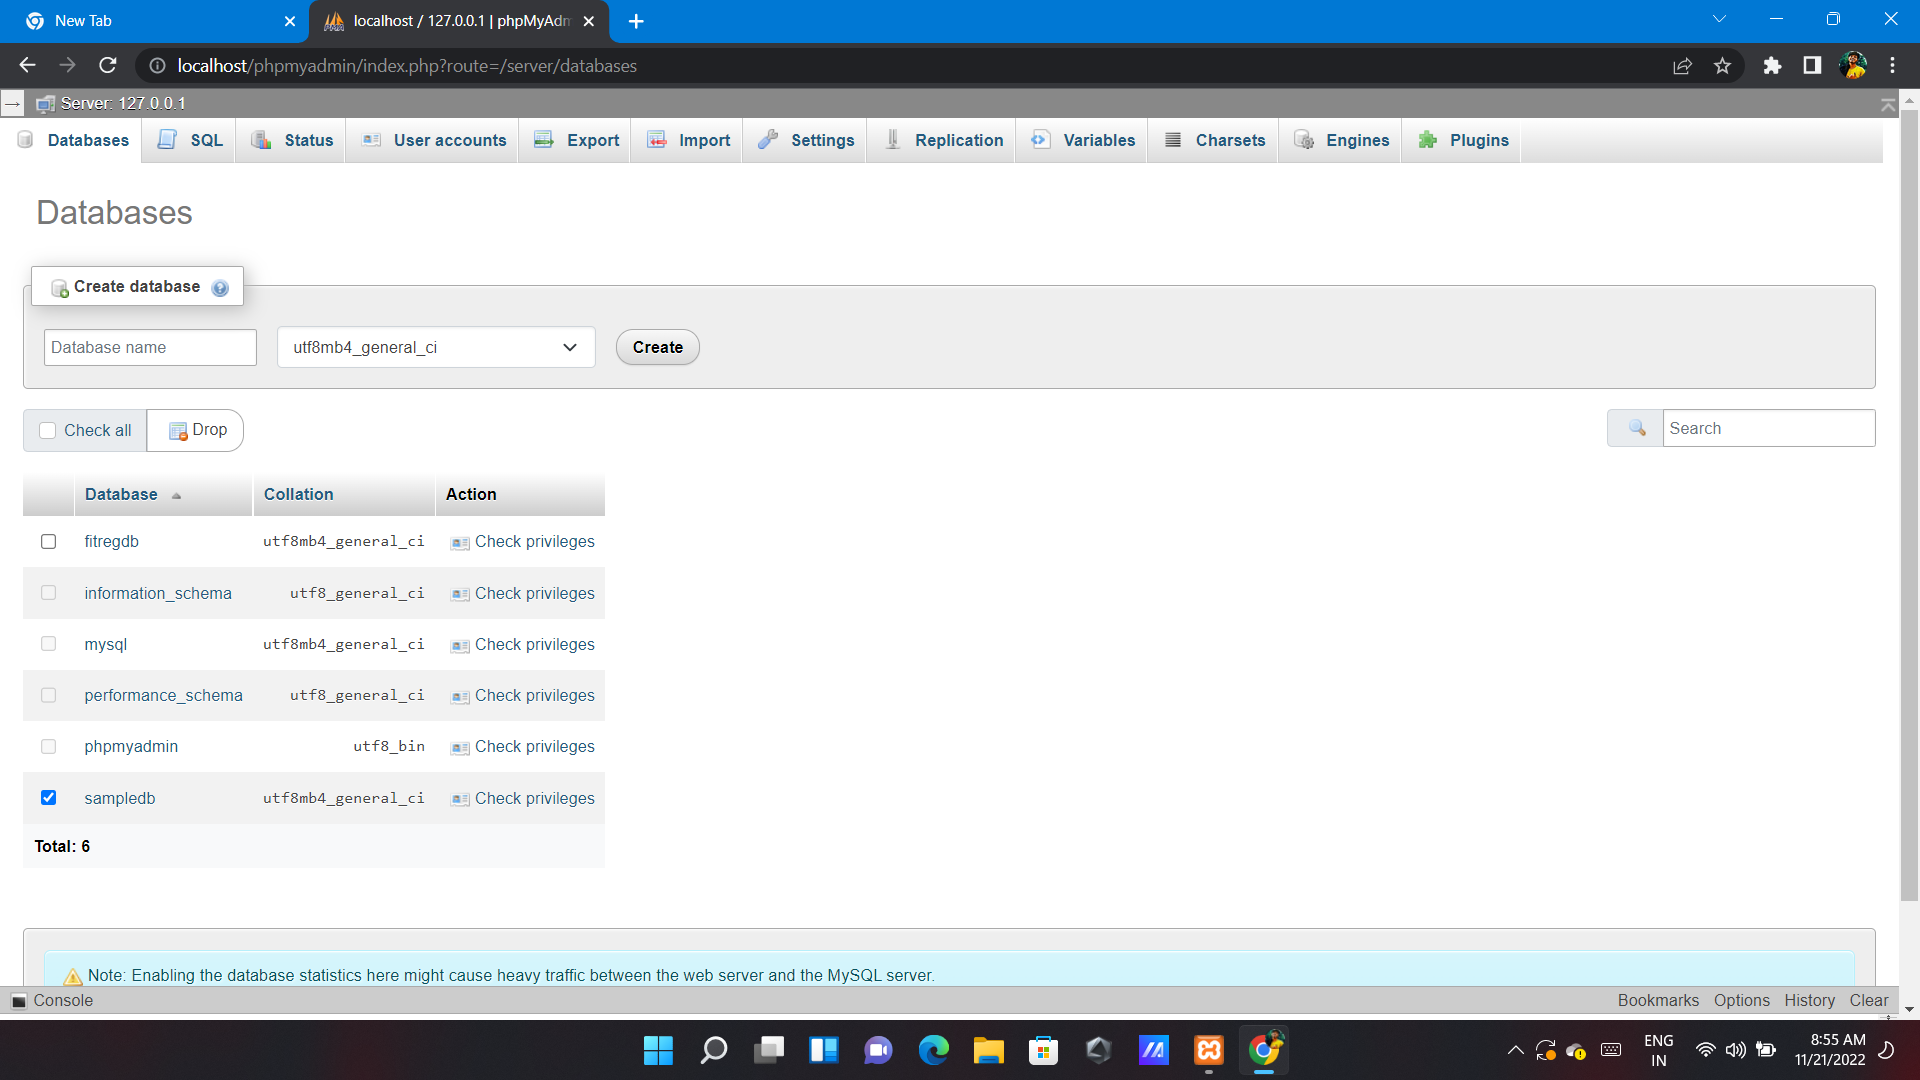 New Tab
localhost / 127.0.0.1 | phpMyAdm
localhost/phpmyadmin/index.php?route=/server/databases
Server: 127.0.0.1
Databases SQL Status User accounts Export Import Settings Replication Variables Charsets Engines Plugins
Databases
Create database
Database name utf8mb4_general_ci Create
Check all Drop Search
Database Collation Action
fitregdb utf8mb4_general_ci Check privileges
information_schema utf8_general_ci Check privileges
mysql utf8mb4_general_ci Check privileges
performance_schema utf8_general_ci Check privileges
phpmyadmin utf8_bin Check privileges
sampledb utf8mb4_general_ci Check privileges
Total: 6
Note: Enabling the database statistics here might cause heavy traffic between the web server and the MySQL server.
Console Bookmarks Options History Clear
ENG 8:55 AM
IN 11/21/2022